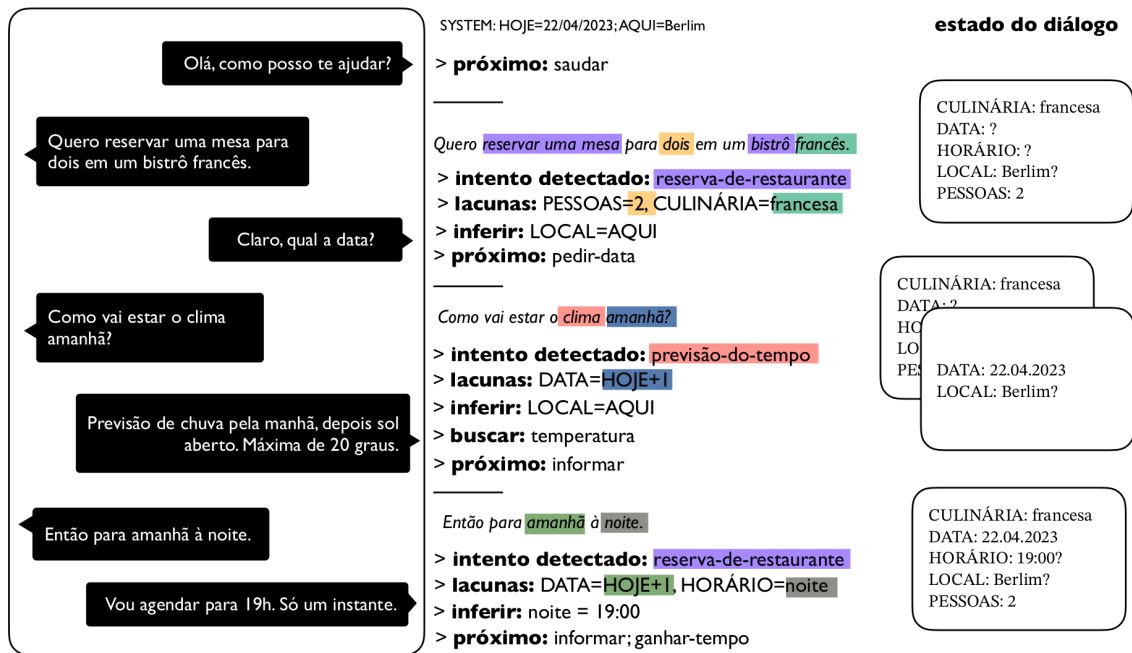 SYSTEM: HOJE=22/04/2023; AQUI=Berlim
estado do diálogo
Olá, como posso te ajudar?
> próximo: saudar
Quero reservar uma mesa para
dois em um bistrô francês.
Quero reservar uma mesa para dois em um bistrô francês.
> intento detectado: reserva-de-restaurante
> lacunas: PESSOAS=2, CULINÁRIA=francesa
> inferir: LOCAL=AQUI
> próximo: pedir-data
CULINÁRIA: francesa
DATA: ?
HORÁRIO: ?
LOCAL: Berlim?
PESSOAS: 2
Claro, qual a data?
Como vai estar o clima
amanhã?
Como vai estar o clima amanhã?
> intento detectado: previsão-do-tempo
> lacunas: DATA=HOJE+1
> inferir: LOCAL=AQUI
> buscar: temperatura
> próximo: informar
CULINÁRIA: francesa
DATA: ?
HO
LO
PES
DATA: 22.04.2023
LOCAL: Berlim?
Previsão de chuva pela manhã, depois sol
aberto. Máxima de 20 graus.
Então para amanhã à noite.
Então para amanhã à noite.
> intento detectado: reserva-de-restaurante
> lacunas: DATA=HOJE+1, HORÁRIO=noite
> inferir: noite = 19:00
> próximo: informar; ganhar-tempo
CULINÁRIA: francesa
DATA: 22.04.2023
HORÁRIO: 19:00?
LOCAL: Berlim?
PESSOAS: 2
Vou agendar para 19h. Só um instante.